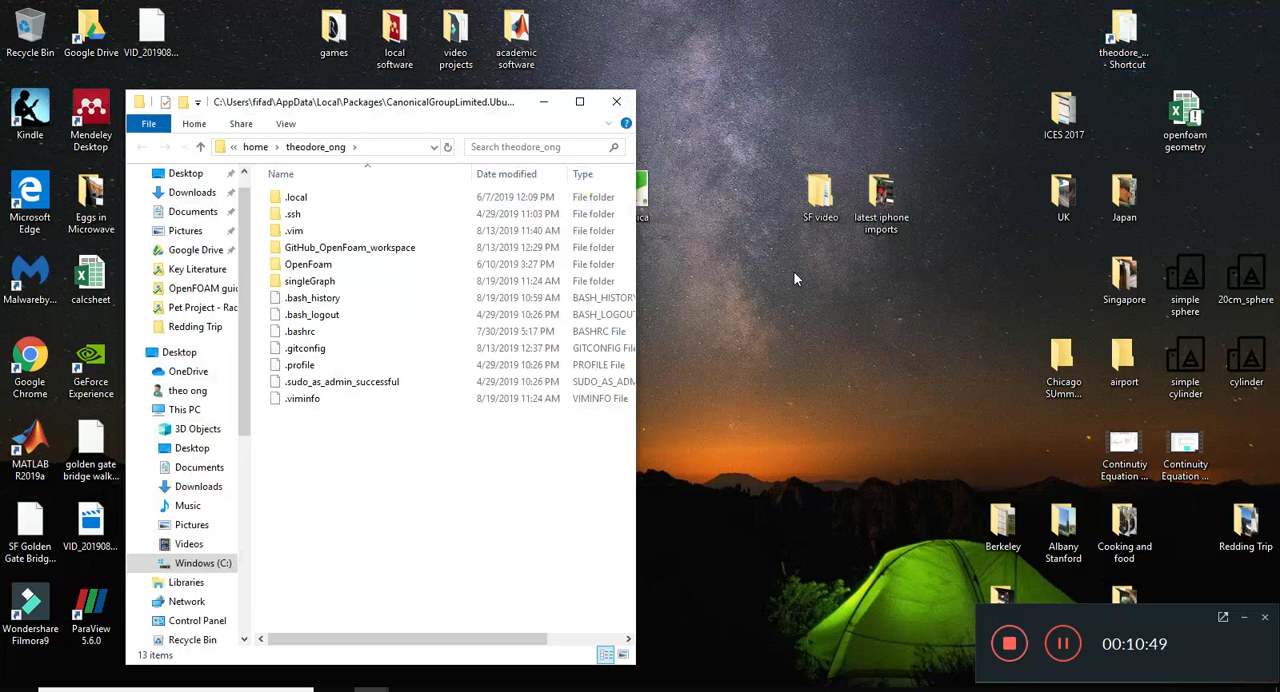 Recycle Bin
Google Drive
VID_201908...
games
local
software
video
projects
academic
software
theodore_...
- Shortcut
Kindle
Mendeley
Desktop
ICES 2017
openfoam
geometry
Microsoft
Edge
Eggs in
Microwave
SF video
latest iphone
imports
UK
Japan
Malwareby...
calcsheet
Singapore
simple
sphere
20cm_sphere
Google
Chrome
GeForce
Experience
Chicago
SUmm...
airport
simple
cylinder
cylinder
MATLAB
R2019a
golden gate
bridge walk...
Continutiy
Equation ...
Continuity
Equation ...
SF Golden
Gate Bridg...
VID_201908...
Berkeley
Albany
Stanford
Cooking and
food
Redding Trip
Wondershare
Filmora9
ParaView
5.6.0
C:\Users\fifad\AppData\Local\Packages\CanonicalGroupLimited.Ubu...
File
Home
Share
View
home
theodore_ong
Search theodore_ong
Desktop
Downloads
Documents
Pictures
Google Drive
Key Literature
OpenFOAM guid
Pet Project - Rac
Redding Trip
Desktop
OneDrive
theo ong
This PC
3D Objects
Desktop
Documents
Downloads
Music
Pictures
Videos
Windows (C:)
Libraries
Network
Control Panel
Recycle Bin
Name Date modified Type
.local 6/7/2019 12:09 PM File folder
.ssh 4/29/2019 11:03 PM File folder
.vim 8/13/2019 11:40 AM File folder
GitHub_OpenFoam_workspace 8/13/2019 12:29 PM File folder
OpenFoam 6/10/2019 3:27 PM File folder
singleGraph 8/19/2019 11:24 AM File folder
.bash_history 8/19/2019 10:59 AM BASH_HISTORY
.bash_logout 4/29/2019 10:26 PM BASH_LOGOUT
.bashrc 7/30/2019 5:17 PM BASHRC File
.gitconfig 8/13/2019 12:37 PM GITCONFIG File
.profile 4/29/2019 10:26 PM PROFILE File
.sudo_as_admin_successful 4/29/2019 10:26 PM SUDO_AS_ADM
.viminfo 8/19/2019 11:24 AM VIMINFO File
13 items
ica
00:10:49